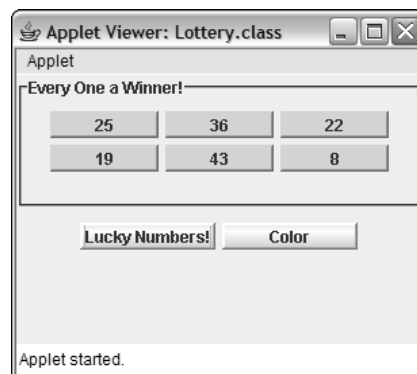 Applet Viewer: Lottery.class
Applet
Every One a Winner!
25 36 22
19 43 8
Lucky Numbers! Color
Applet started.